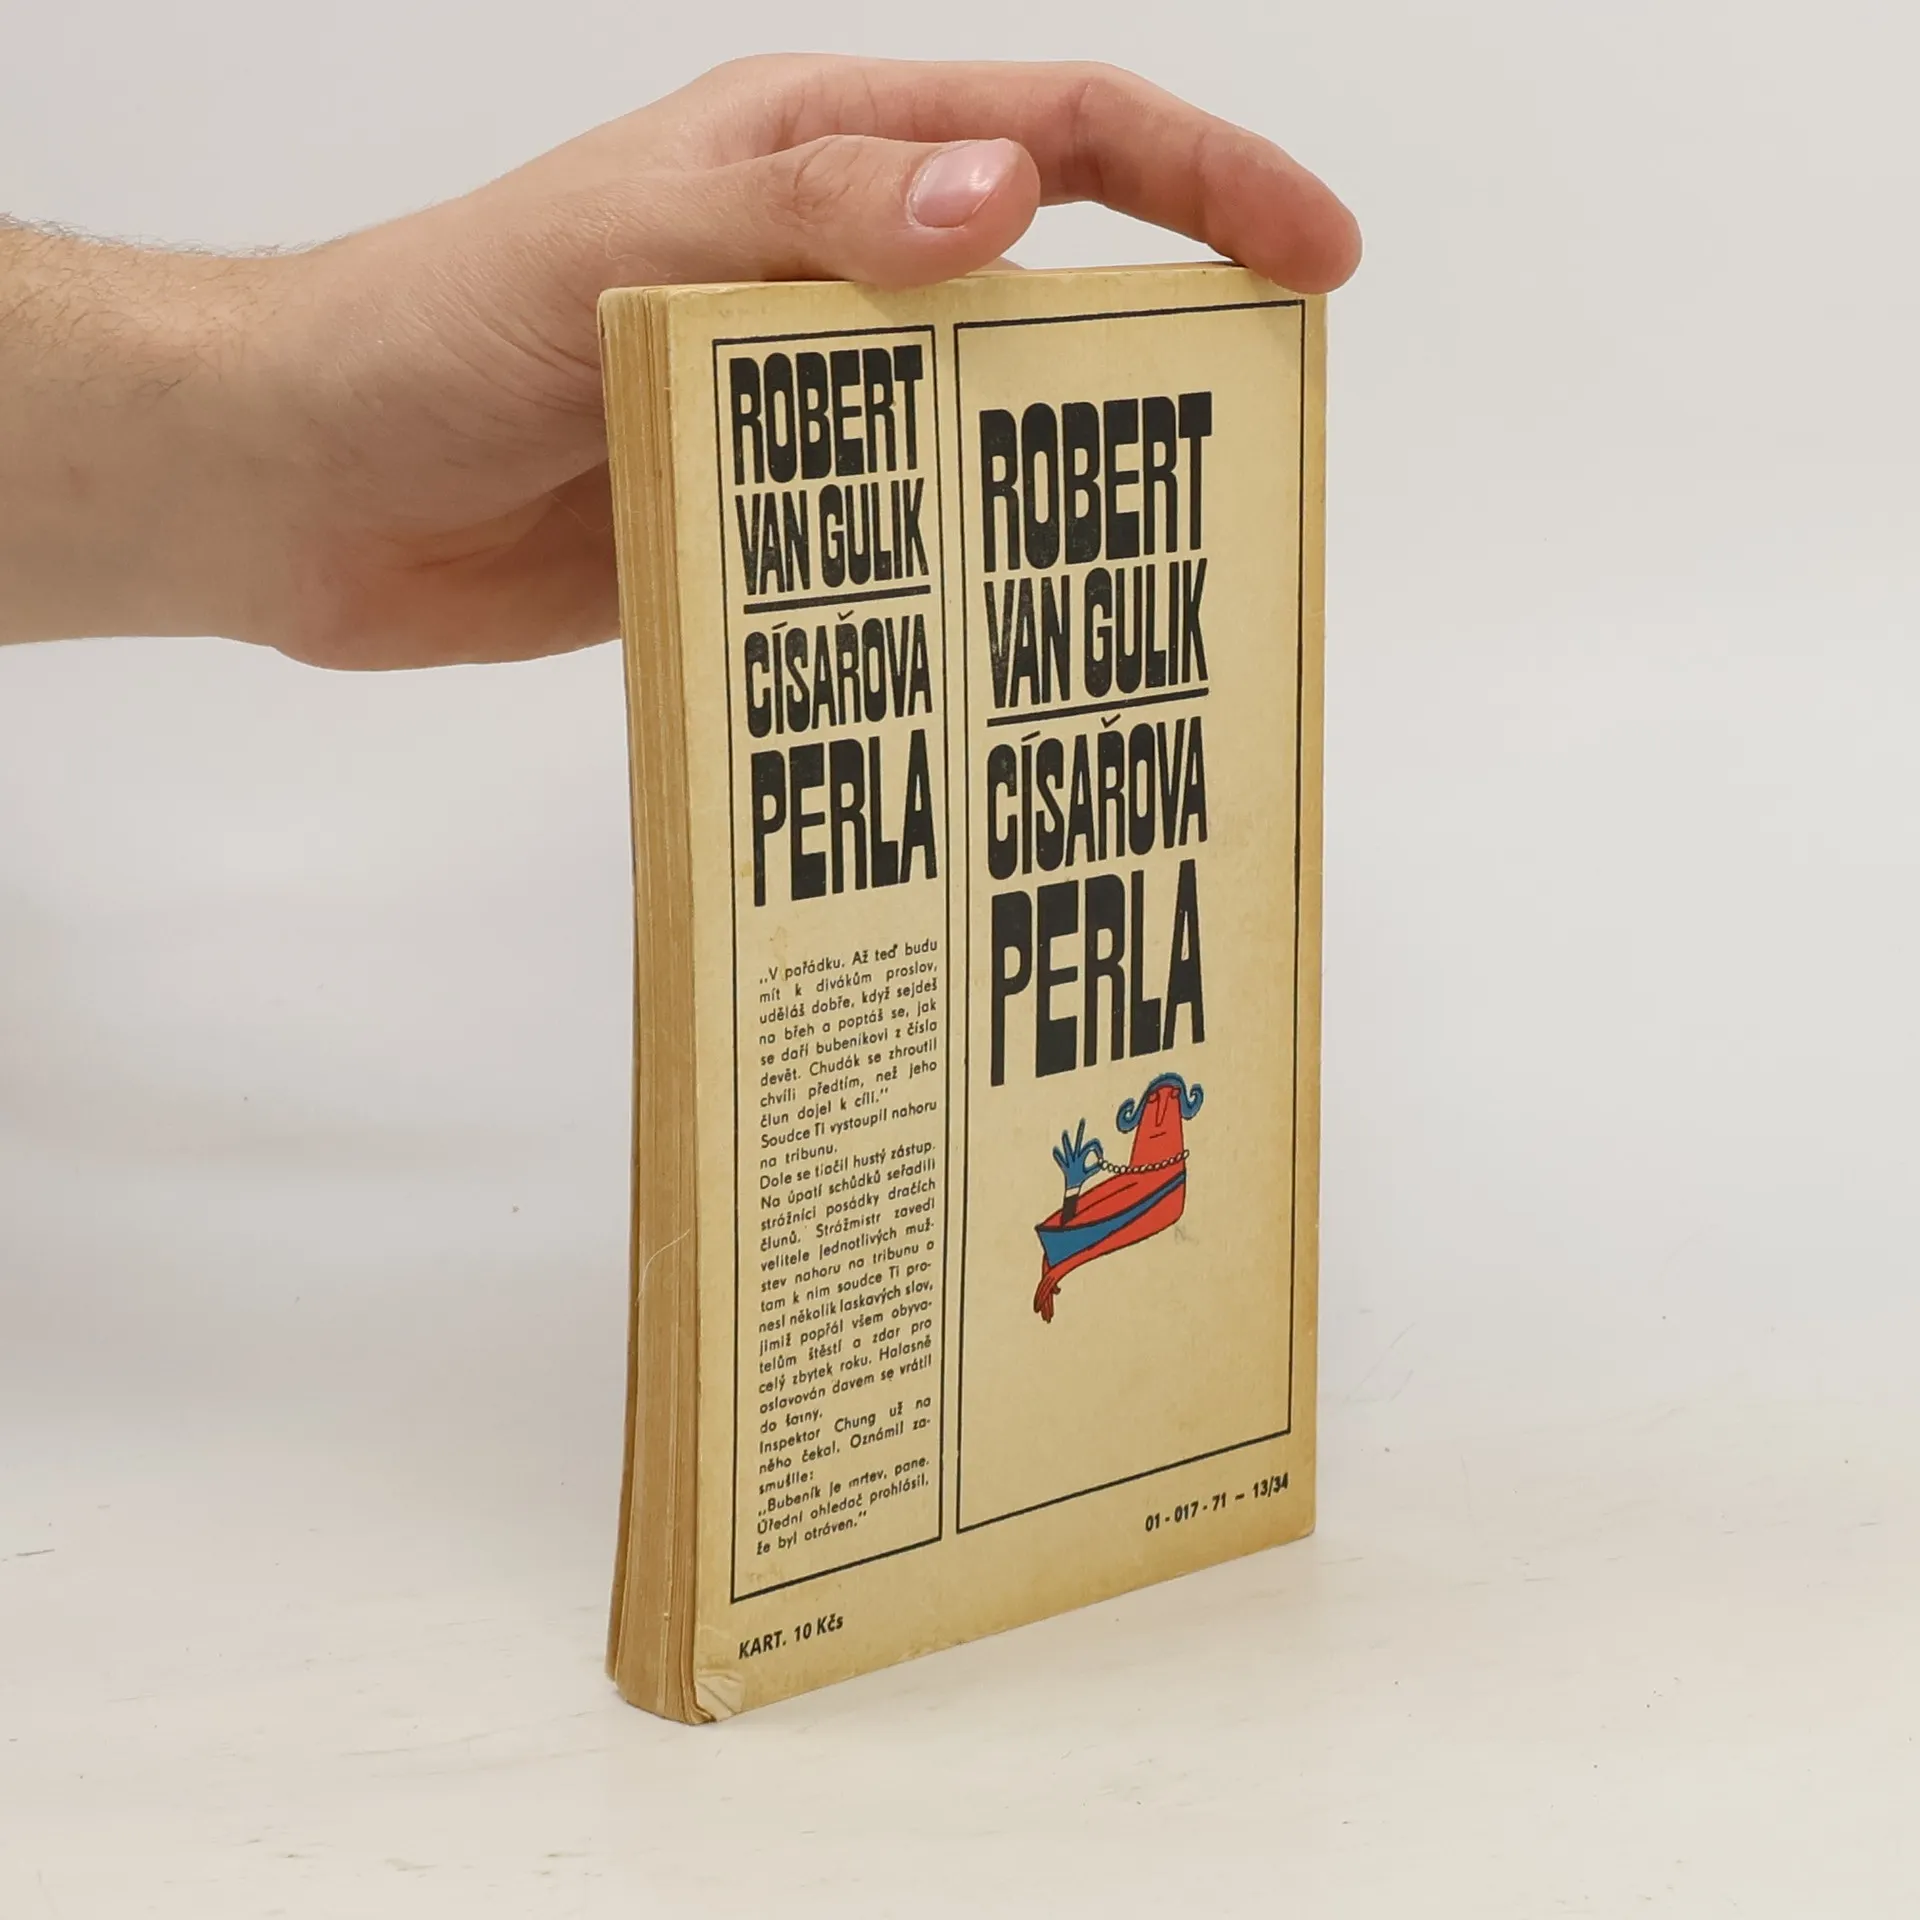 ROBERT
VAN GULIK
CÍSAŘOVA
PERLA
„V pořádku. Až teď budu
mít k divákům proslov,
uděláš dobře, když sejdeš
na břeh a poptáš se, jak
se daří bubeníkovi z čísla
devět. Chudák se zhroutil
chvíli předtím, než jeho
člun dojel k cíli."
Soudce Ti vystoupil nahoru
na tribunu.
Dole se tlačil hustý zástup.
Na úpatí schůdků seřadili
strážníci posádky dračích
člunů. Strážmistr zavedl
velitele jednotlivých muž-
stev nahoru na tribunu a
tam k nim soudce Ti pro-
nesl několik laskavých slov,
jimiž popřál všem obyva-
telům štěstí a zdar pro
celý zbytek roku. Halasně
oslavován davem se vrátil
do šatny.
Inspektor Chung už na
něho čekal. Oznámil za-
smušile:
„Bubeník je mrtev, pane.
Úřední ohledač prohlásil,
že byl otráven."
KART. 10 Kčs
ROBERT
VAN GULIK
CÍSAŘOVA
PERLA
01 - 017 - 71 – 13/34